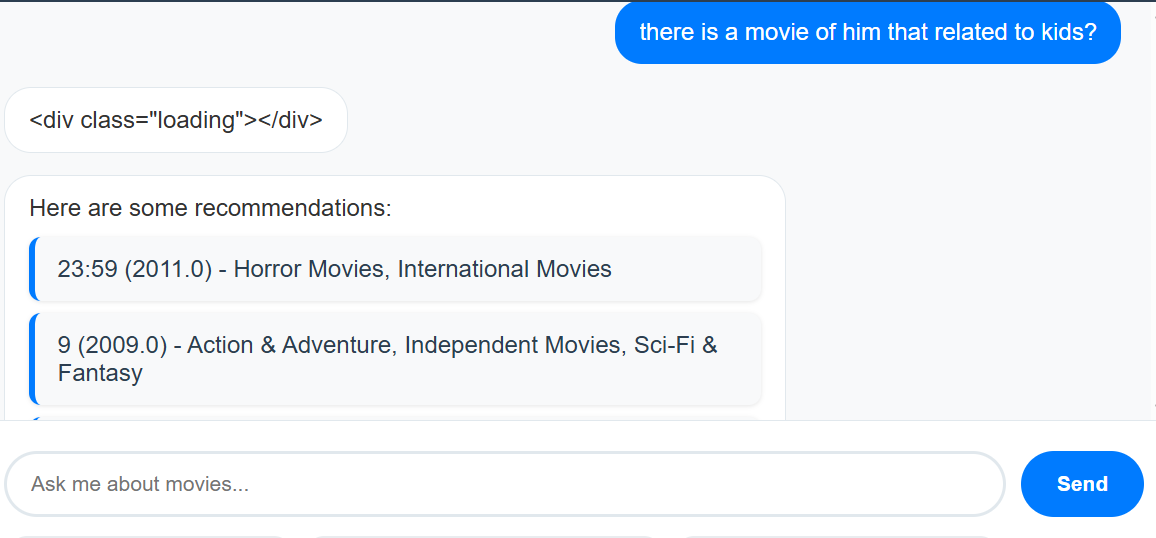 there is a movie of him that related to kids?
<div class="loading"></div>
Here are some recommendations:
23:59 (2011.0) - Horror Movies, International Movies
9 (2009.0) - Action & Adventure, Independent Movies, Sci-Fi &
Fantasy
Ask me about movies...
Send